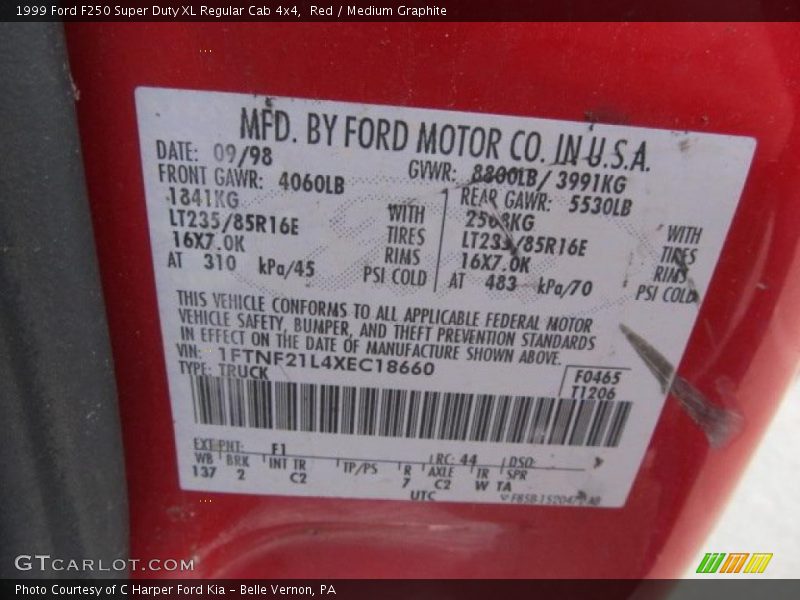 1999 Ford F250 Super Duty XL Regular Cab 4x4,  Red / Medium Graphite
MFD. BY FORD MOTOR CO. IN U.S.A.
DATE: 09/98 GVWR: 8800LB/ 3991KG
FRONT GAWR: 4060LB REAR GAWR: 5530LB
1841KG WITH 2508KG WITH
LT235/85R16E TIRES LT235/85R16E TIRES
16X7.0K RIMS 16X7.0K RIMS
AT 310 kPa/45 PSI COLD AT 483 kPa/70 PSI COLD
THIS VEHICLE CONFORMS TO ALL APPLICABLE FEDERAL MOTOR
VEHICLE SAFETY, BUMPER, AND THEFT PREVENTION STANDARDS
IN EFFECT ON THE DATE OF MANUFACTURE SHOWN ABOVE.
VIN: 1FTNF21L4XEC18660
TYPE: TRUCK
F0465
T1206
EXT PNT: F1 RC: 44 DSO:
WB BRK INT TR TP/PS R AXLE TR SPR
137 2 C2 7 C2 W TA
UTC
GTCARLOT.COM
Photo Courtesy of C Harper Ford Kia - Belle Vernon, PA